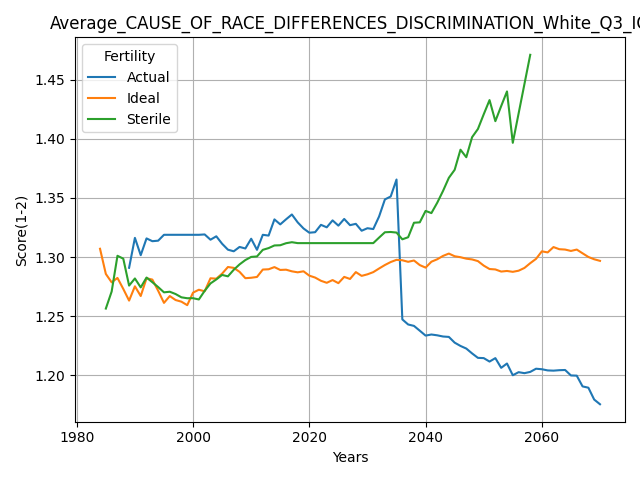 Average_CAUSE_OF_RACE_DIFFERENCES_DISCRIMINATION_White_Q3_IC
Fertility
Actual
Ideal
Sterile
Score(1-2)
1.45
1.40
1.35
1.30
1.25
1.20
1980
2000
2020
2040
2060
Years